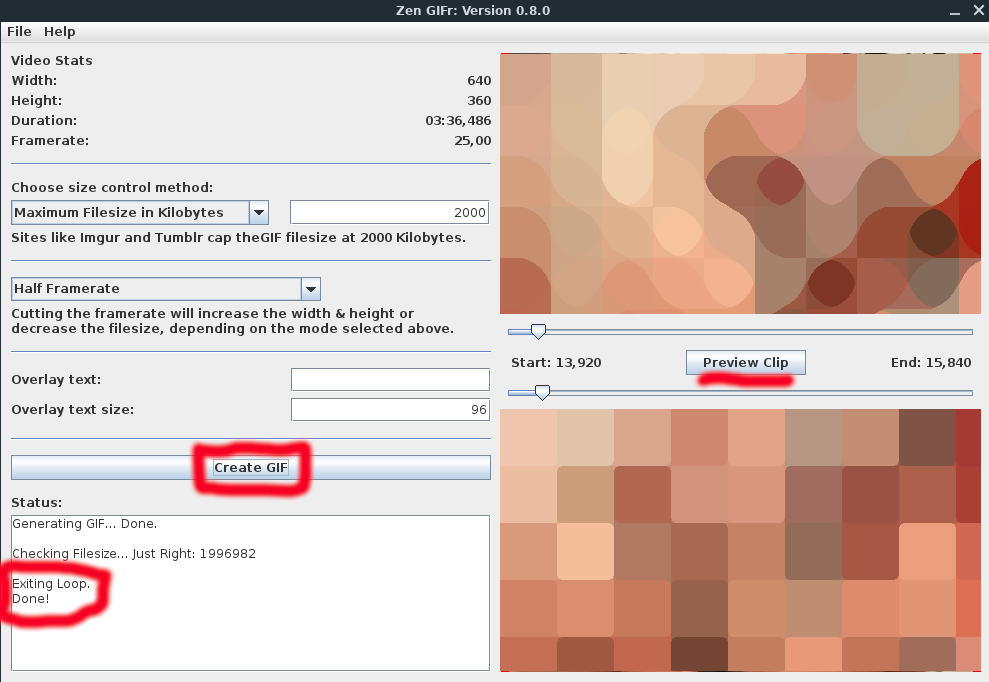 Zen GIFr: Version 0.8.0
File Help
Video Stats
Width: 640
Height: 360
Duration: 03:36,486
Framerate: 25,00
Choose size control method:
Maximum Filesize in Kilobytes 2000
Sites like Imgur and Tumblr cap theGIF filesize at 2000 Kilobytes.
Half Framerate
Cutting the framerate will increase the width & height or
decrease the filesize, depending on the mode selected above.
Overlay text:
Overlay text size: 96
Create GIF
Status:
Generating GIF... Done.
Checking Filesize... Just Right: 1996982
Exiting Loop.
Done!
Start: 13,920 Preview Clip End: 15,840